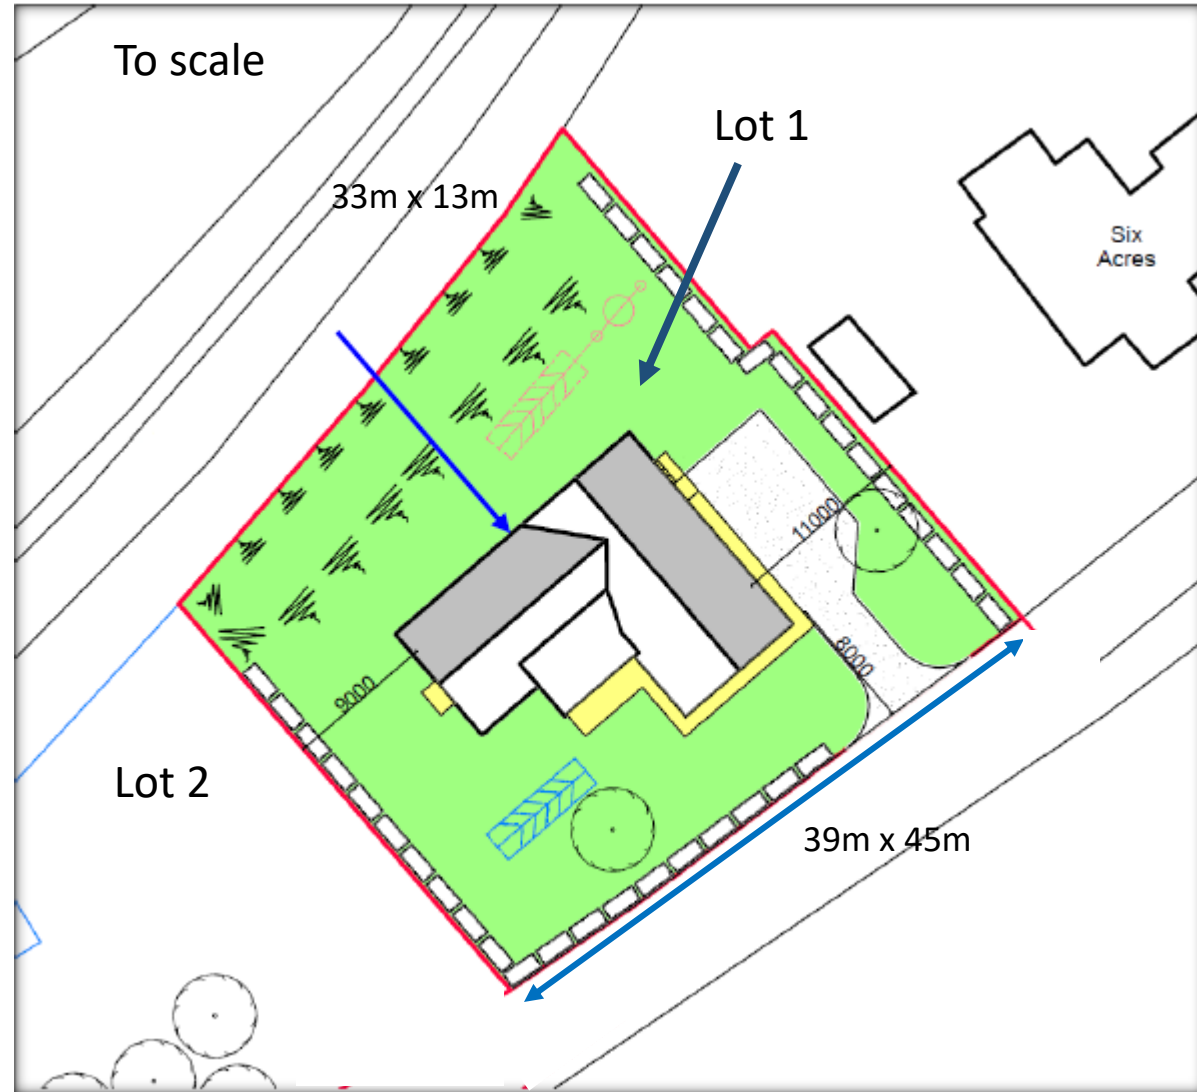 To scale
Lot 1
33m x 13m
Six
Acres
11000
8000
9000
Lot 2
39m x 45m